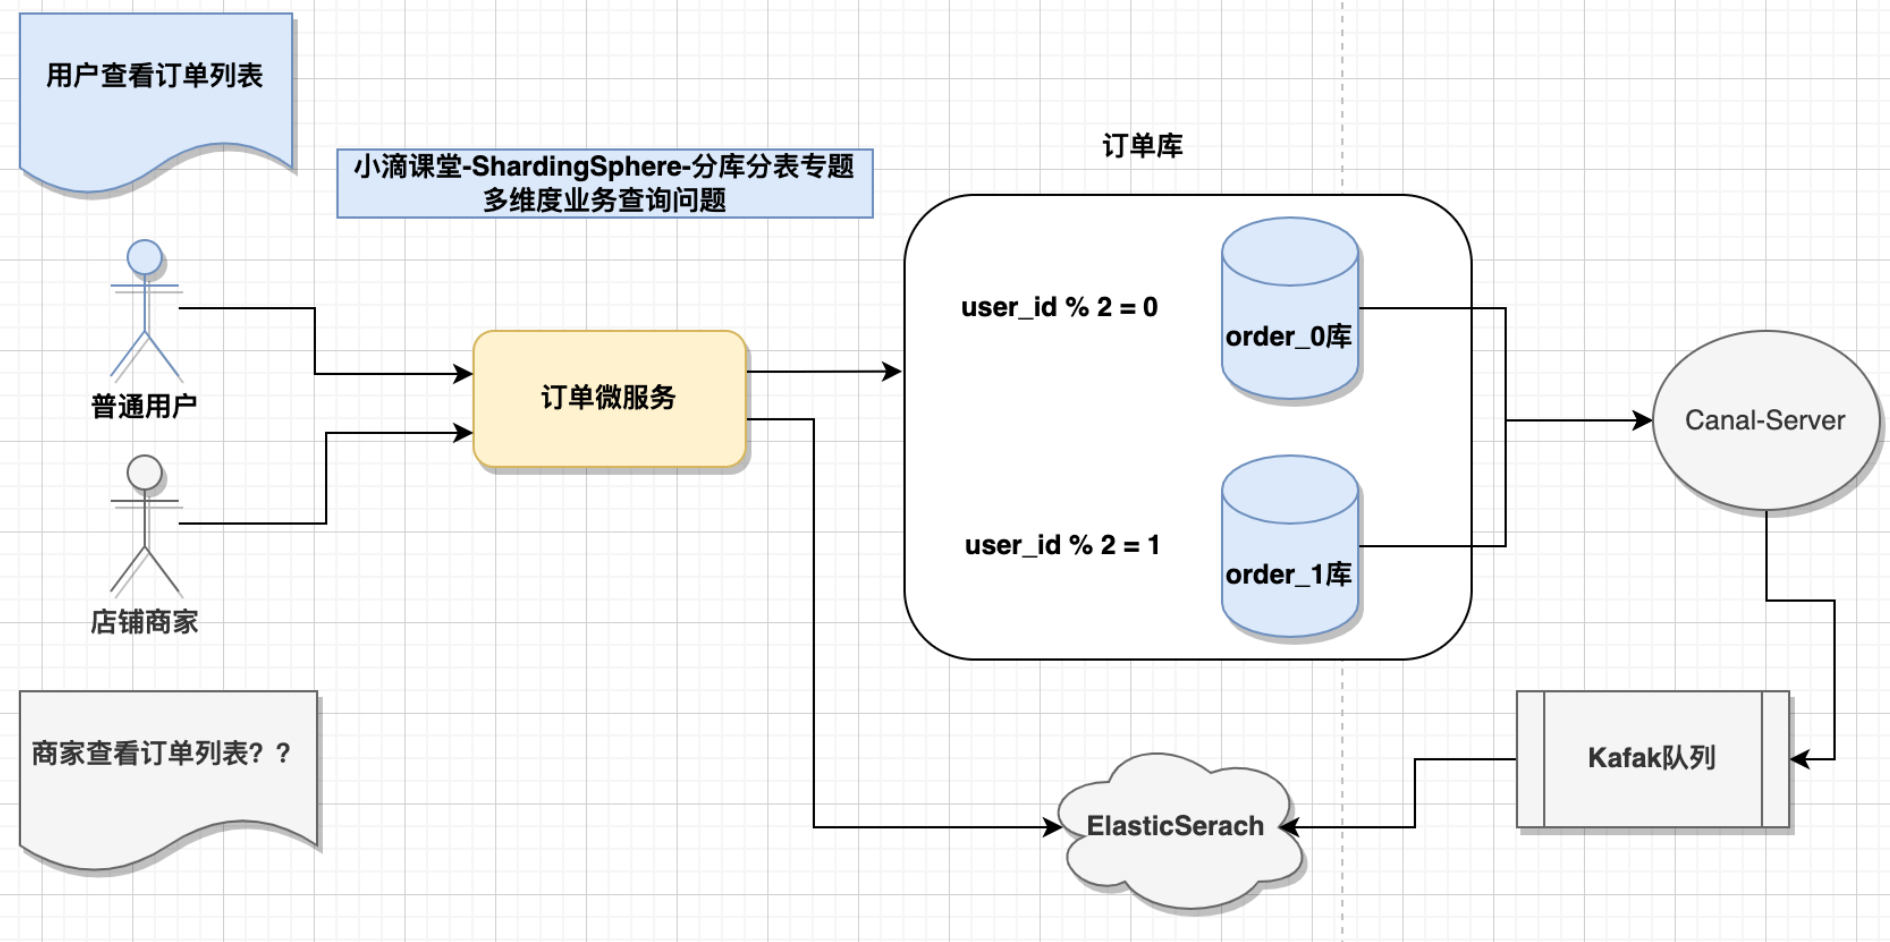 用户查看订单列表
小滴课堂-ShardingSphere-分库分表专题
多维度业务查询问题
订单库
user_id % 2 = 0
order_0库
普通用户
订单微服务
Canal-Server
user_id % 2 = 1
order_1库
店铺商家
商家查看订单列表？？
Kafak队列
ElasticSerach